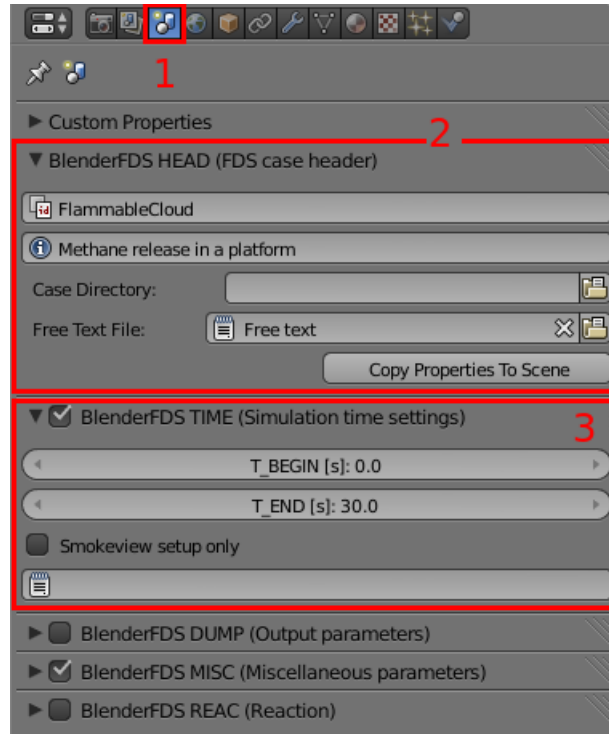 1
Custom Properties
2
BlenderFDS HEAD (FDS case header)
id FlammableCloud
Methane release in a platform
Case Directory:
Free Text File: Free text
Copy Properties To Scene
BlenderFDS TIME (Simulation time settings)
3
T_BEGIN [s]: 0.0
T_END [s]: 30.0
Smokeview setup only
BlenderFDS DUMP (Output parameters)
BlenderFDS MISC (Miscellaneous parameters)
BlenderFDS REAC (Reaction)